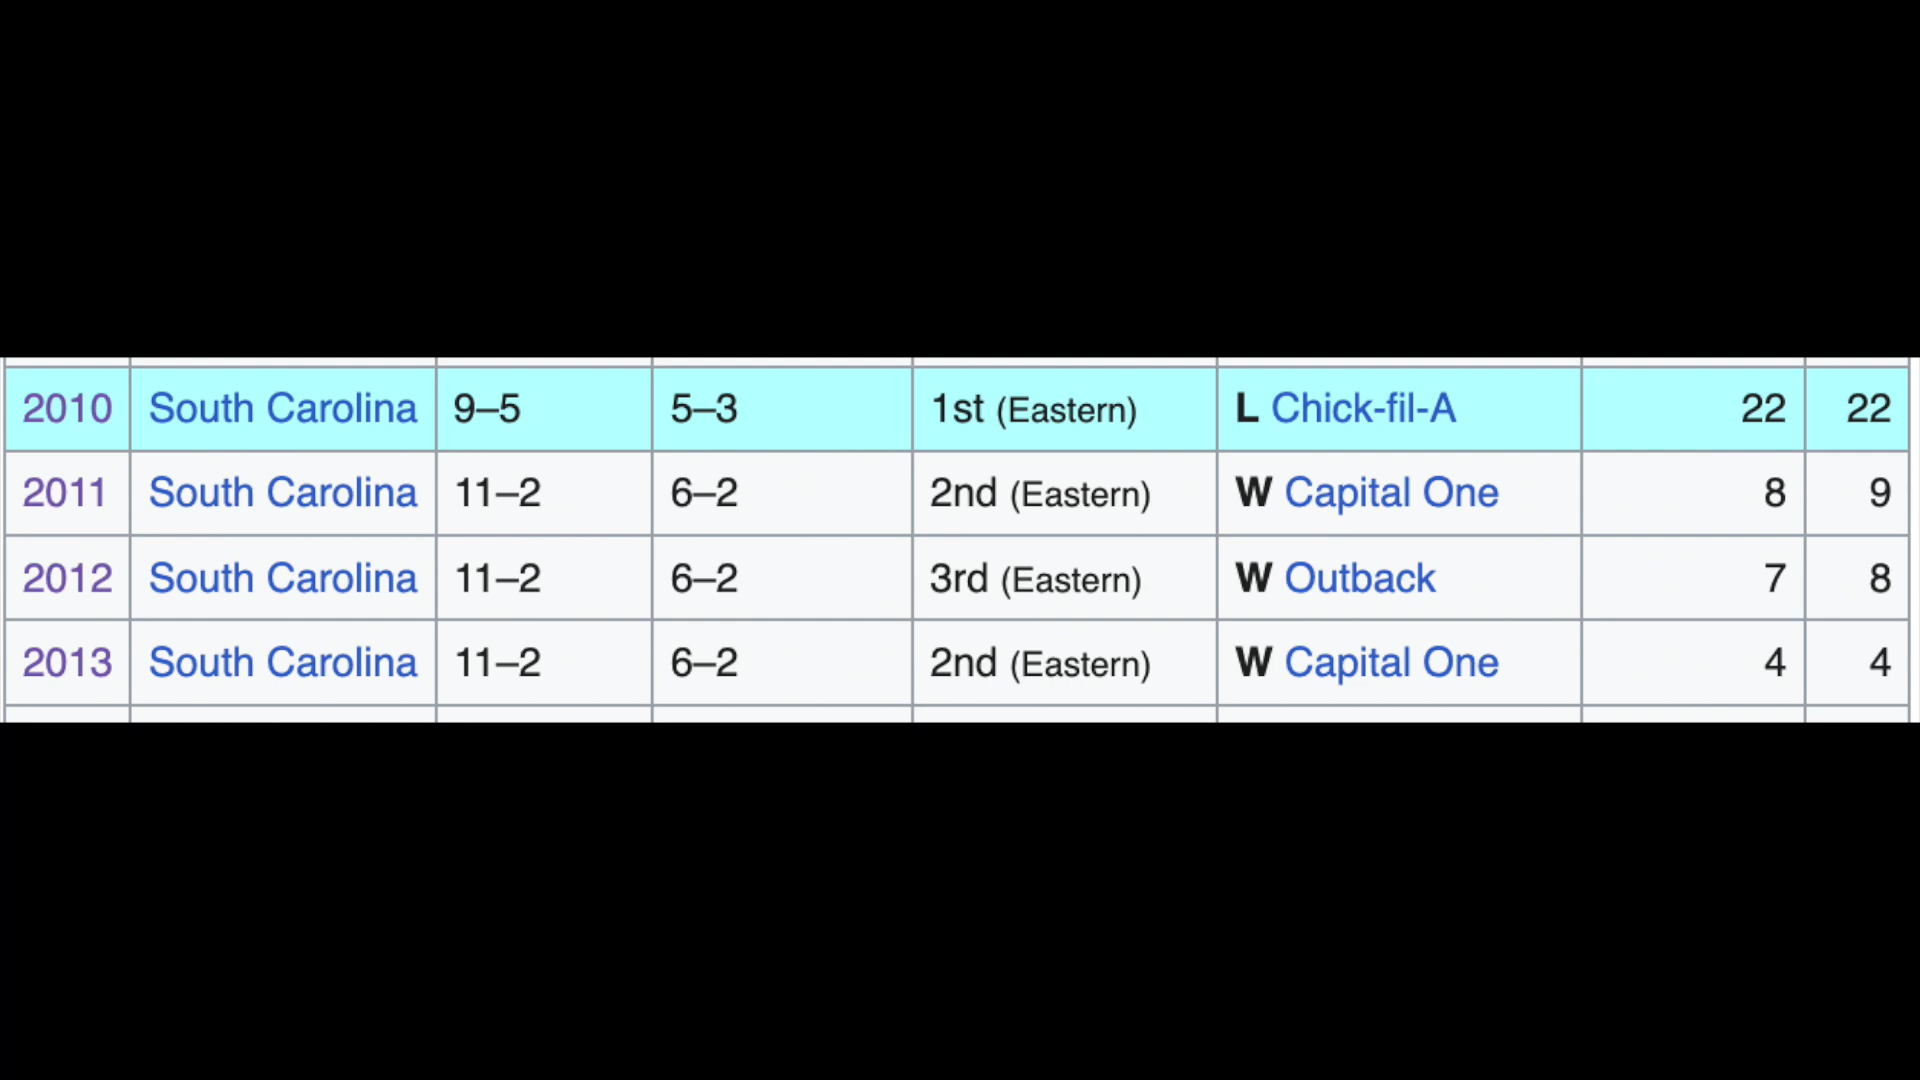 2010 South Carolina 9–5 5–3 1st (Eastern) L Chick-fil-A 22 22
2011 South Carolina 11–2 6–2 2nd (Eastern) W Capital One 8 9
2012 South Carolina 11–2 6–2 3rd (Eastern) W Outback 7 8
2013 South Carolina 11–2 6–2 2nd (Eastern) W Capital One 4 4